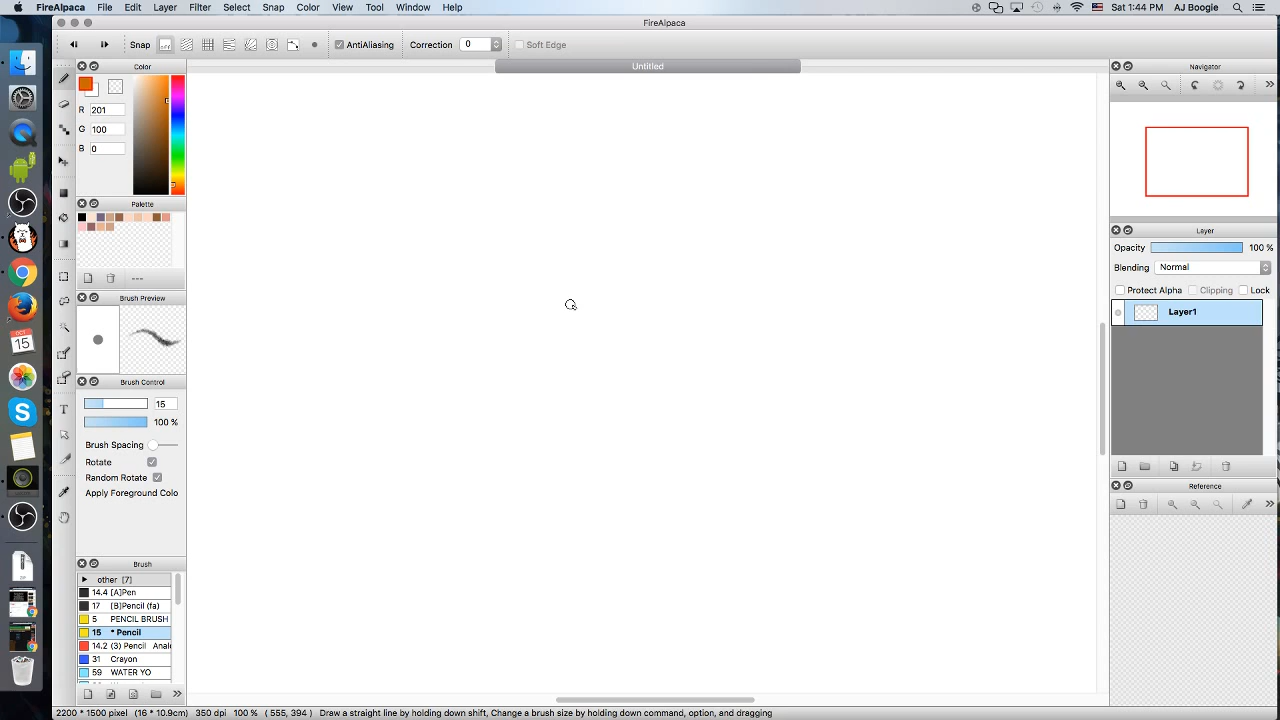 FireAlpaca File Edit Layer Filter Select Snap Color View Tool Window Help Sat 1:44 PM AJ Boogie
FireAlpaca
Snap OFF AntiAliasing Correction 0 Soft Edge
Untitled
Color
R 201
G 100
B 0
Palette
---
Brush Preview
Brush Control
15
100 %
Brush Spacing
Rotate
Random Rotate
Apply Foreground Colo
Brush
other [7]
14.4 [A]Pen
17 [B]Pencil (fa)
5 PENCIL BRUSH
15 * Pencil
14.2 (3) Pencil Anal
31 Crayon
59 WATER YO
Navigator
Layer
Opacity 100 %
Blending Normal
Protect Alpha Clipping Lock
Layer1
Reference
OCT
15
2200 * 1500 pixel (16 * 10.9cm) 350 dpi 100 % ( 555, 394 ) Draw a straight line by holding down shift, Change a brush size by holding down command, option, and dragging